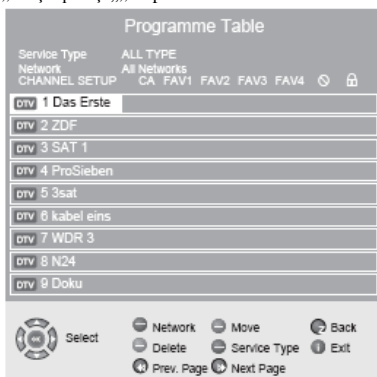 Programme Table
Service Type ALL TYPE
Network All Networks
CHANNEL SETUP CA FAV1 FAV2 FAV3 FAV4
DTV 1 Das Erste
DTV 2 ZDF
DTV 3 SAT 1
DTV 4 ProSieben
DTV 5 3sat
DTV 6 kabel eins
DTV 7 WDR 3
DTV 8 N24
DTV 9 Doku
OK Select Network Move Back
Delete Service Type i Exit
Prev. Page Next Page